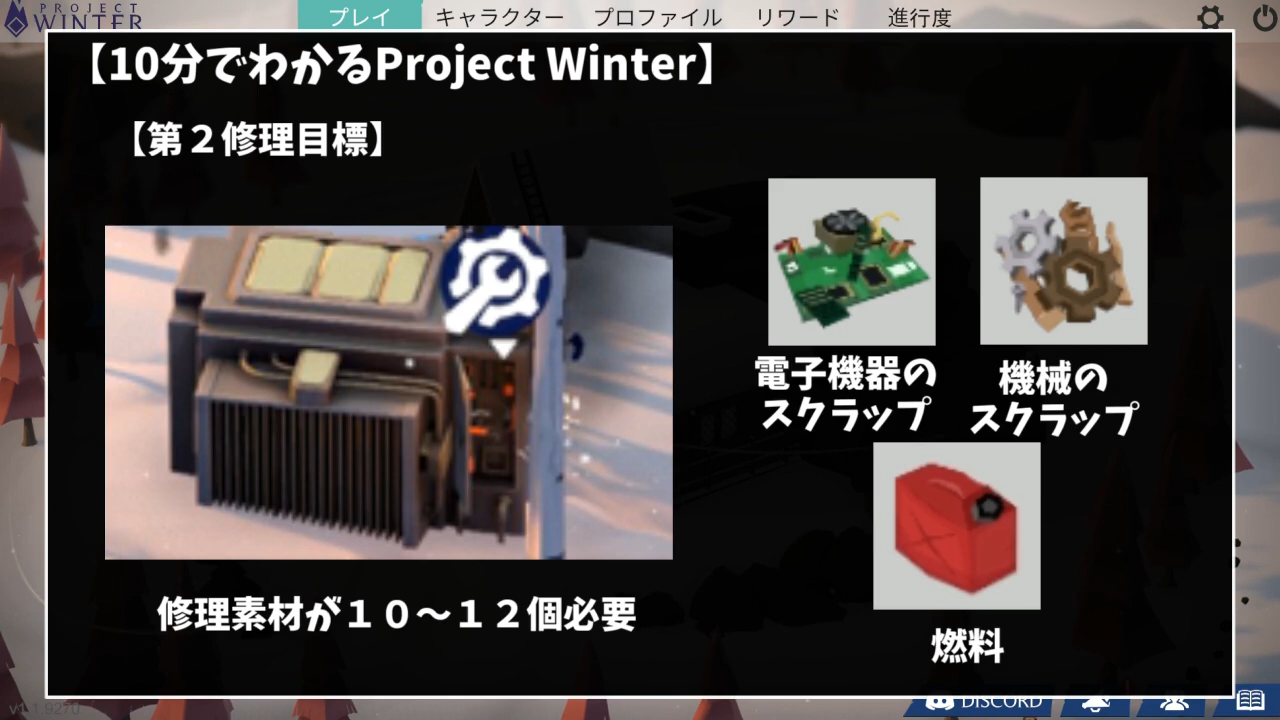 PROJECT
WINTER
プレイ
キャラクター
プロファイル
リワード
進行度
【10分でわかるProject Winter】
【第２修理目標】
電子機器の
スクラップ
機械の
スクラップ
修理素材が１０～１２個必要
燃料
v1.1.9270
DISCORD